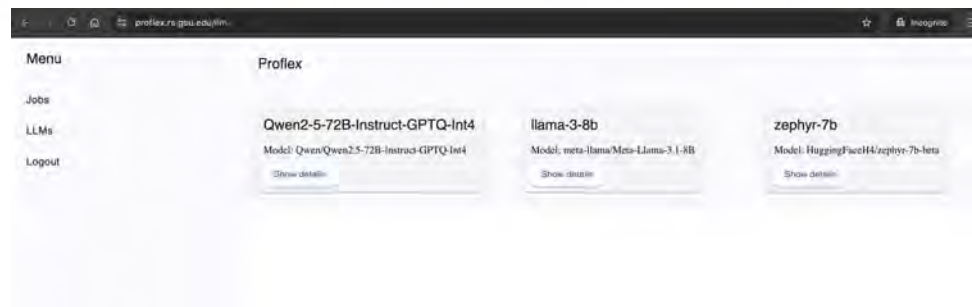 proflex.rs.gsu.edu/llm
Incognito
Menu
Proflex
Jobs
LLMs
Logout
Qwen2-5-72B-Instruct-GPTQ-Int4
Model: Qwen/Qwen2.5-72B-Instruct-GPTQ-Int4
Show details
llama-3-8b
Model: meta-llama/Meta-Llama-3.1-8B
Show details
zephyr-7b
Model: HuggingFaceH4/zephyr-7b-beta
Show details